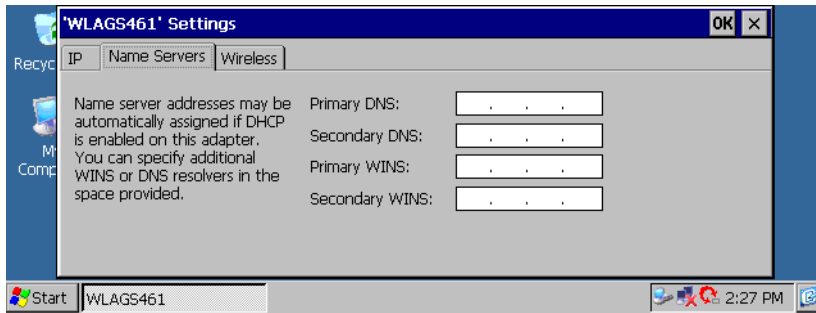 'WLAGS461' Settings
OK
Recyc
IP
Name Servers
Wireless
Name server addresses may be
automatically assigned if DHCP
is enabled on this adapter.
You can specify additional
WINS or DNS resolvers in the
space provided.
Primary DNS:
. . .
Secondary DNS:
. . .
Primary WINS:
. . .
Secondary WINS:
. . .
My
Comp
Start
WLAGS461
2:27 PM